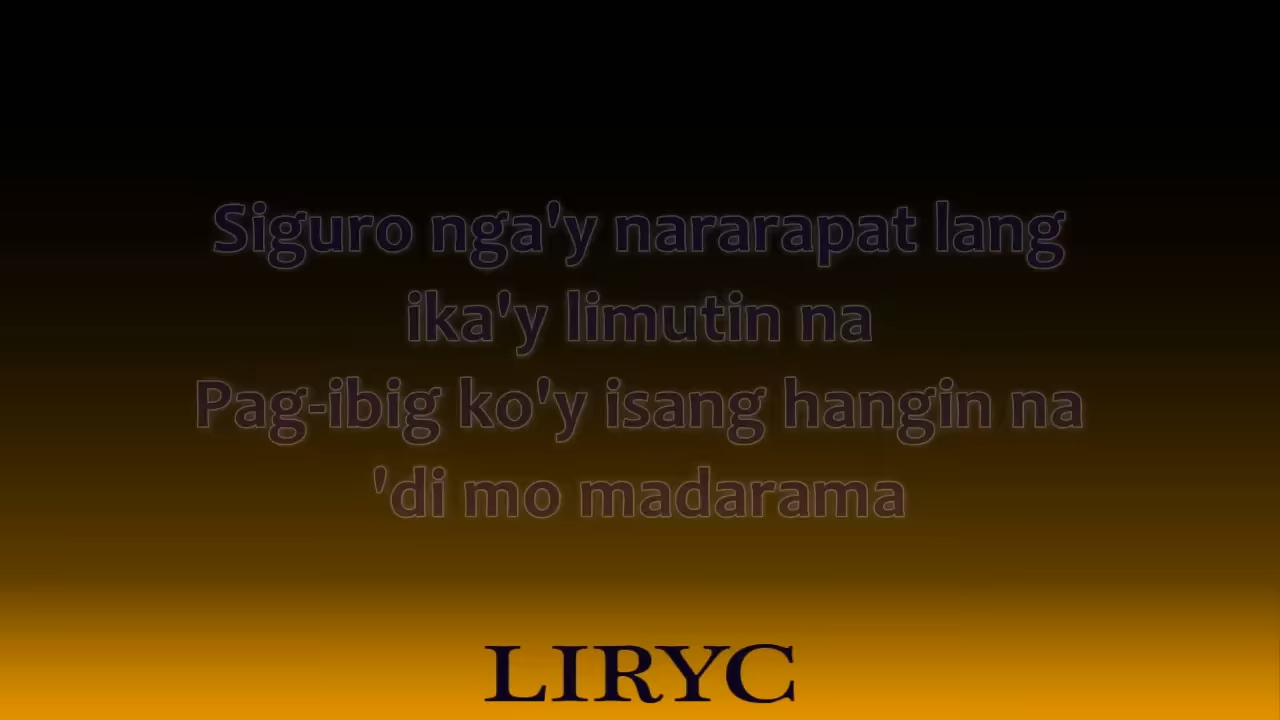 Siguro nga'y nararapat lang
ika'y limutin na
Pag-ibig ko'y isang hangin na
'di mo madarama
LIRYC